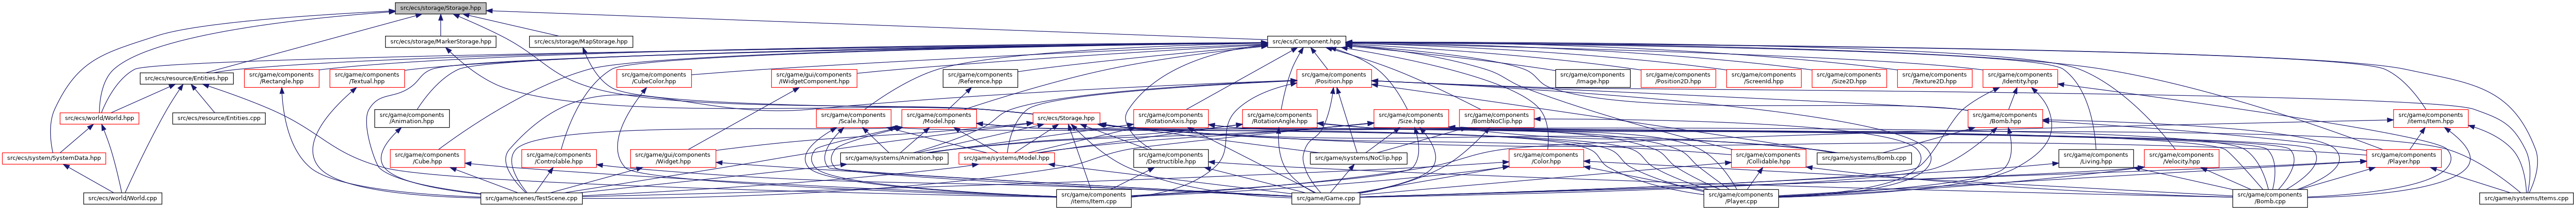 src/ecs/storage/Storage.hpp
src/ecs/storage/MarkerStorage.hpp
src/ecs/storage/MapStorage.hpp
src/ecs/Component.hpp
src/ecs/resource/Entities.hpp
src/game/components
/Rectangle.hpp
src/game/components
/Textual.hpp
src/game/components
/CubeColor.hpp
src/game/gui/components
/IWidgetComponent.hpp
src/game/components
/Reference.hpp
src/game/components
/Position.hpp
src/game/components
/Image.hpp
src/game/components
/Position2D.hpp
src/game/components
/ScreenId.hpp
src/game/components
/Size2D.hpp
src/game/components
/Texture2D.hpp
src/game/components
/Identity.hpp
src/ecs/world/World.hpp
src/ecs/resource/Entities.cpp
src/game/components
/Animation.hpp
src/game/components
/Scale.hpp
src/game/components
/Model.hpp
src/ecs/Storage.hpp
src/game/components
/RotationAxis.hpp
src/game/components
/RotationAngle.hpp
src/game/components
/Size.hpp
src/game/components
/BombNoClip.hpp
src/game/components
/Bomb.hpp
src/game/components
items/Item.hpp
src/ecs/system/SystemData.hpp
src/game/components
/Cube.hpp
src/game/components
/Controlable.hpp
src/game/gui/components
/Widget.hpp
src/game/systems/Animation.hpp
src/game/systems/Model.hpp
src/game/components
/Destructible.hpp
src/game/systems/NoClip.hpp
src/game/components
/Color.hpp
src/game/components
/Collidable.hpp
src/game/systems/Bomb.cpp
src/game/components
/Living.hpp
src/game/components
/Velocity.hpp
src/game/components
/Player.hpp
src/ecs/world/World.cpp
src/game/scenes/TestScene.cpp
src/game/components
items/Item.cpp
src/game/Game.cpp
src/game/components
/Player.cpp
src/game/components
/Bomb.cpp
src/game/systems/Items.cpp